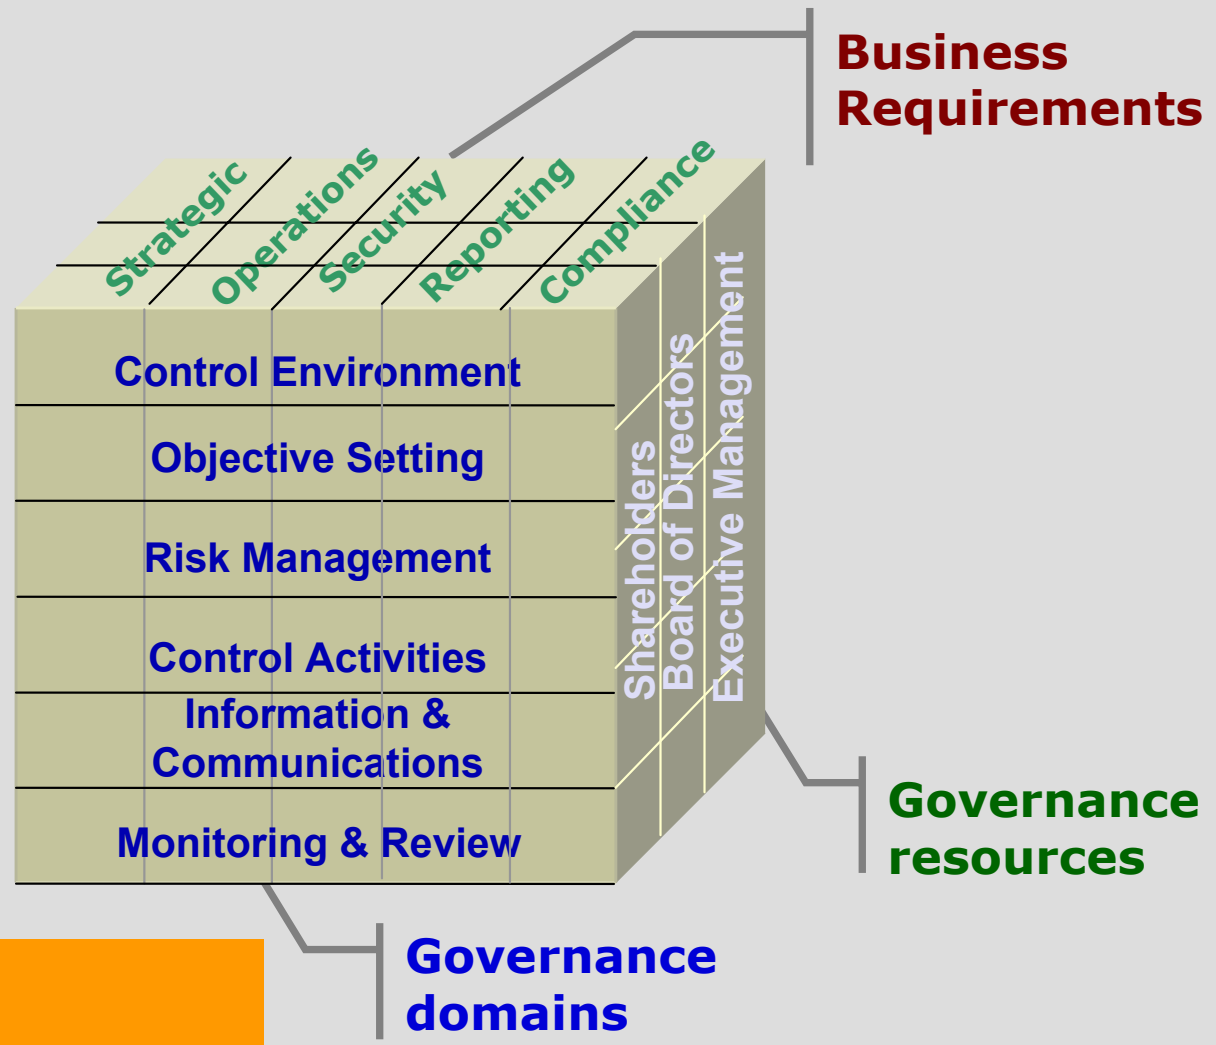 Business
Requirements
Strategic
Operations
Security
Reporting
Compliance
Control Environment
Objective Setting
Risk Management
Control Activities
Information &
Communications
Monitoring & Review
Shareholders
Board of Directors
Executive Management
Governance
resources
Governance
domains